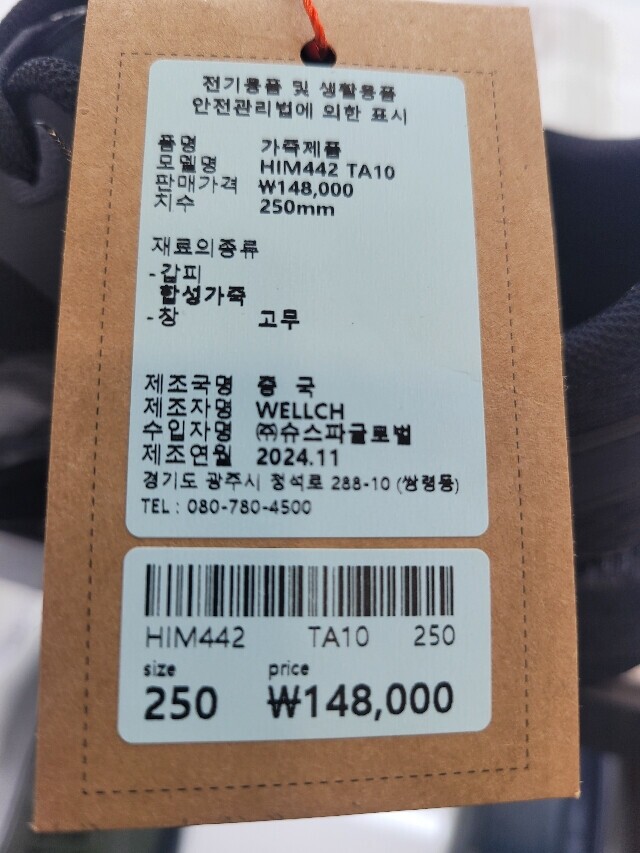 전기용품 및 생활용품
안전관리법에 의한 표시
품명 가죽제품
모델명 HIM442 TA10
판매가격 ₩148,000
치수 250mm
재료의종류
-갑피
합성가죽
-창 고무
제조국명 중 국
제조자명 WELLCH
수입자명 ㈜슈스파글로벌
제조연월 2024.11
경기도 광주시 정석로 288-10 (쌍령동)
TEL : 080-780-4500
HIM442 TA10 250
size price
250 ₩148,000